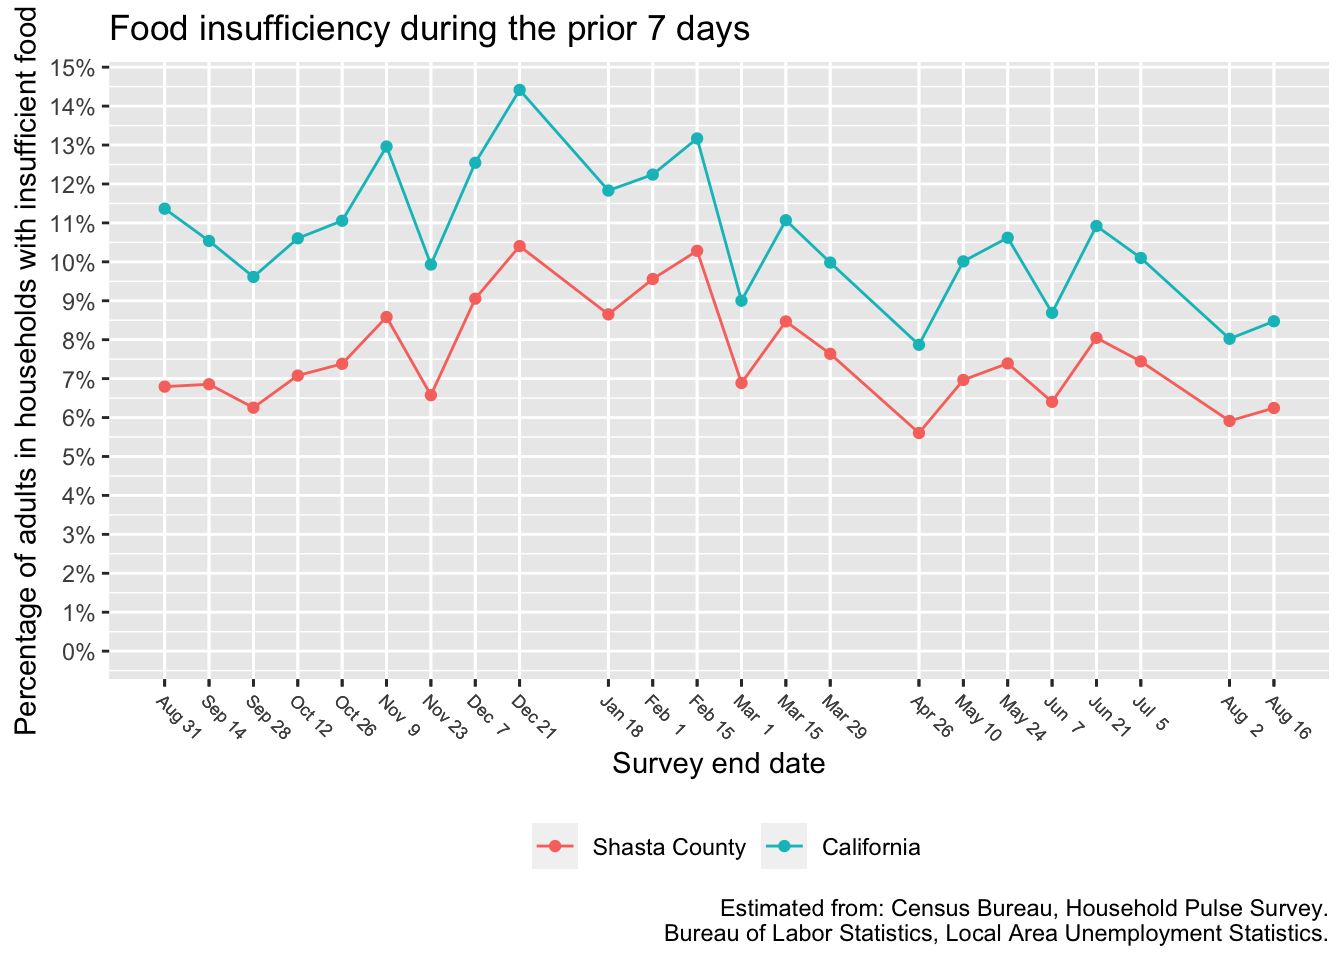 Food insufficiency during the prior 7 days
Percentage of adults in households with insufficient food
15%
14%
13%
12%
11%
10%
9%
8%
7%
6%
5%
4%
3%
2%
1%
0%
Aug 31
Sep 14
Sep 28
Oct 12
Oct 26
Nov 9
Nov 23
Dec 7
Dec 21
Jan 18
Feb 1
Feb 15
Mar 1
Mar 15
Mar 29
Apr 26
May 10
May 24
Jun 7
Jun 21
Jul 5
Aug 2
Aug 16
Survey end date
Shasta County
California
Estimated from: Census Bureau, Household Pulse Survey.
Bureau of Labor Statistics, Local Area Unemployment Statistics.